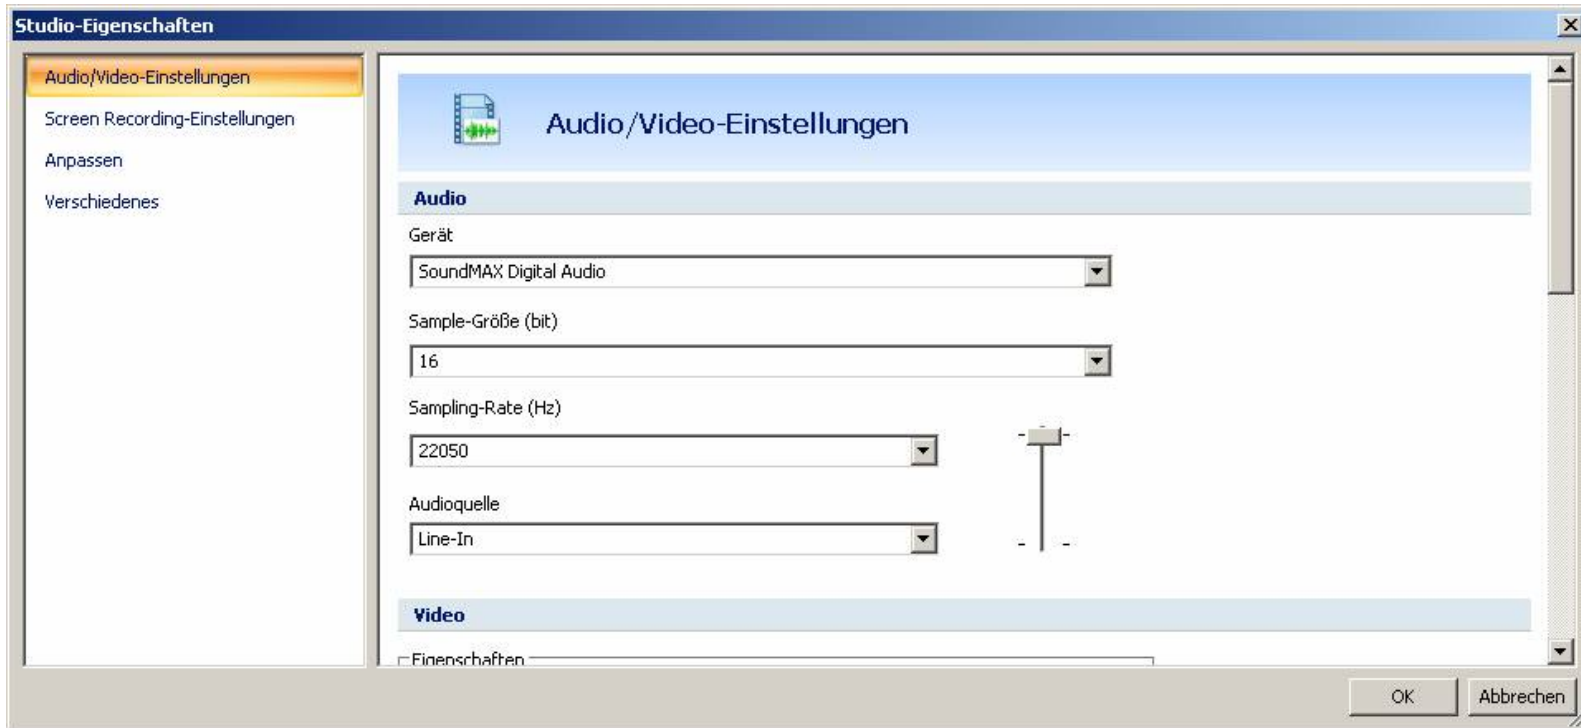 Studio-Eigenschaften
Audio/Video-Einstellungen
Screen Recording-Einstellungen
Anpassen
Verschiedenes
Audio/Video-Einstellungen
Audio
Gerät
SoundMAX Digital Audio
Sample-Größe (bit)
16
Sampling-Rate (Hz)
22050
Audioquelle
Line-In
Video
Eigenschaften
OK
Abbrechen